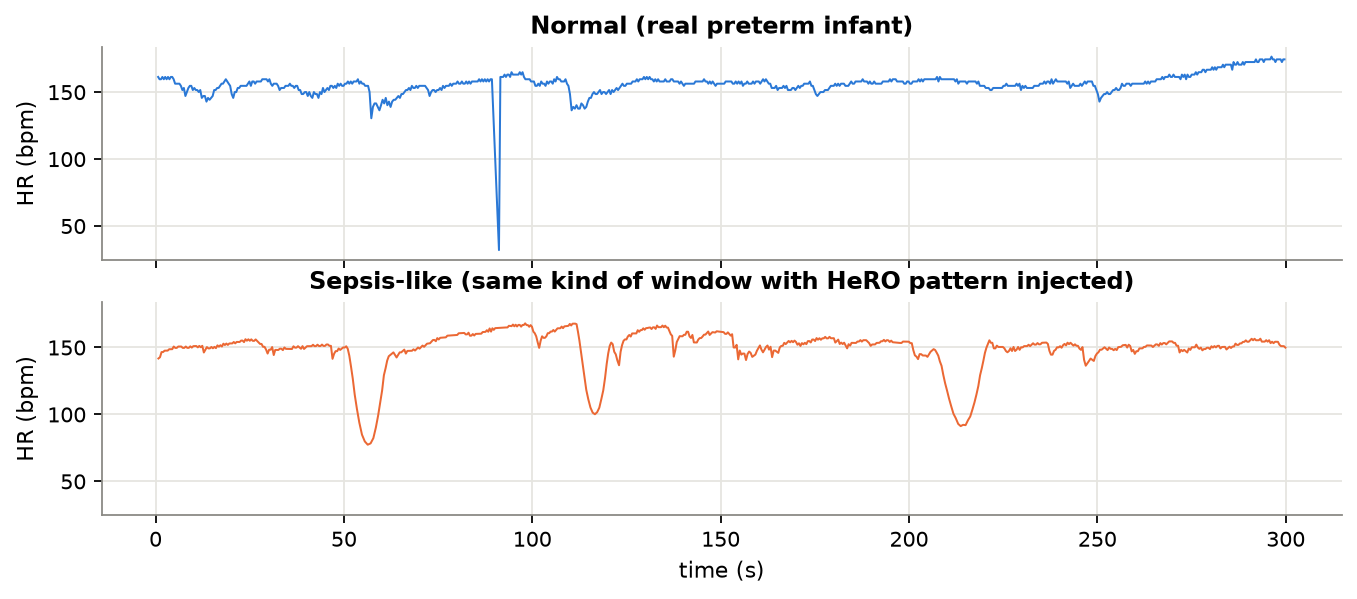 Normal (real preterm infant)
HR (bpm)
150
100
50
Sepsis-like (same kind of window with HeRO pattern injected)
HR (bpm)
150
100
50
0 50 100 150 200 250 300
time (s)